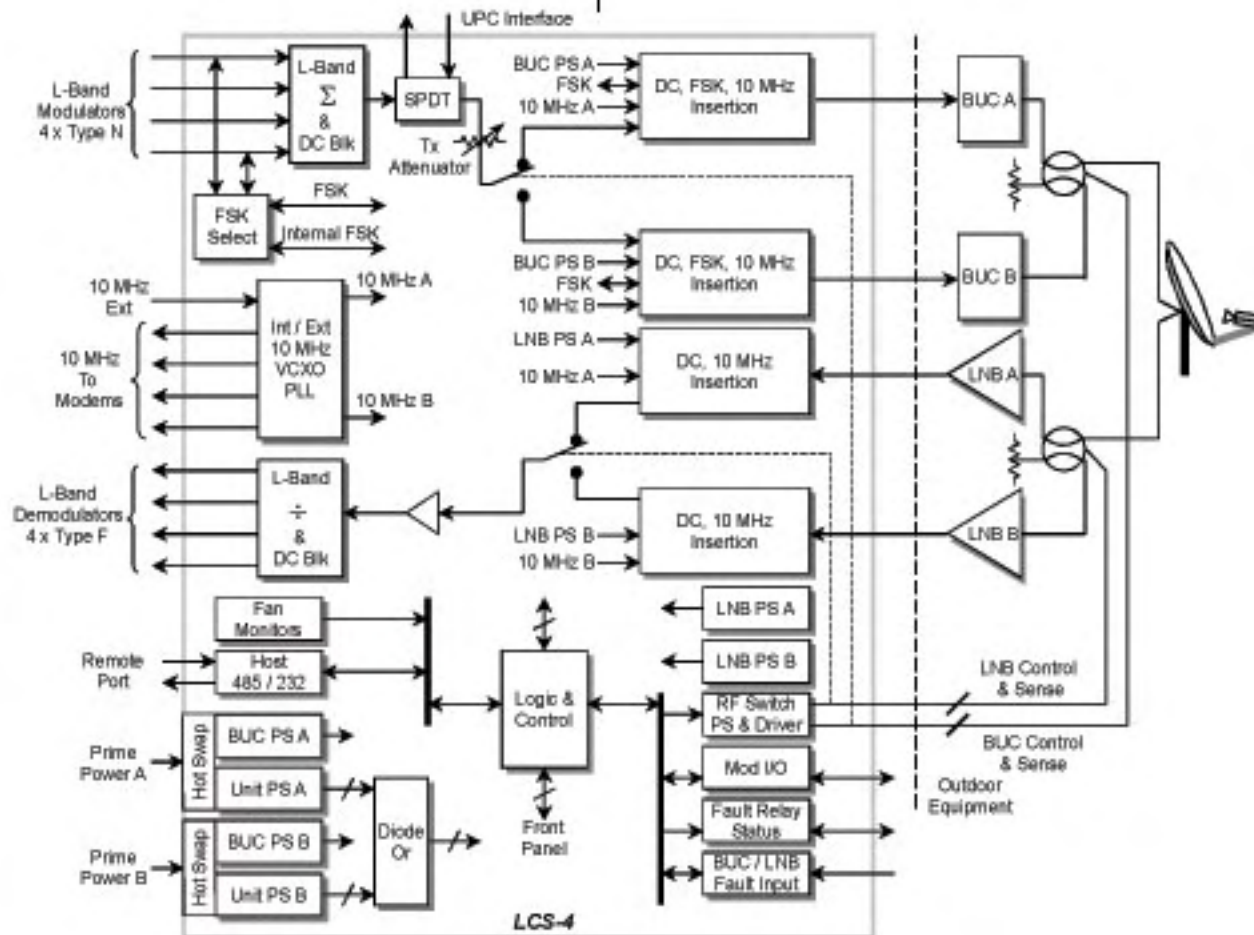 UPC Interface
L-Band
Modulators
4 x Type N
L-Band
Σ
&
DC Blk
SPDT
Tx
Attenuator
BUC PS A
FSK
10 MHz A
DC, FSK, 10 MHz
Insertion
BUC A
FSK
Select
FSK
Internal FSK
BUC PS B
FSK
10 MHz B
DC, FSK, 10 MHz
Insertion
BUC B
10 MHz
Ext
10 MHz
To
Modems
Int / Ext
10 MHz
VCXO
PLL
10 MHz A
10 MHz B
LNB PS A
10 MHz A
DC, 10 MHz
Insertion
LNB A
L-Band
Demodulators
4 x Type F
L-Band
÷
&
DC Blk
LNB PS B
10 MHz B
DC, 10 MHz
Insertion
LNB B
Fan
Monitors
Remote
Port
Host
485 / 232
Logic &
Control
Front
Panel
LNB PS A
LNB PS B
RF Switch
PS & Driver
Mod I/O
Fault Relay
Status
BUC / LNB
Fault Input
LNB Control
& Sense
BUC Control
& Sense
Outdoor
Equipment
Prime
Power A
Hot Swap
BUC PS A
Unit PS A
Prime
Power B
Hot Swap
BUC PS B
Unit PS B
Diode
Or
LCS-4